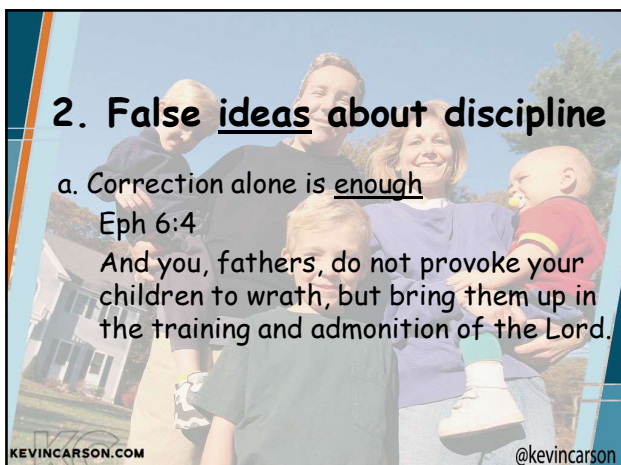 2. False ideas about discipline
a. Correction alone is enough
Eph 6:4
And you, fathers, do not provoke your
children to wrath, but bring them up in
the training and admonition of the Lord.
KC
KEVINCARSON.COM
@kevincarson